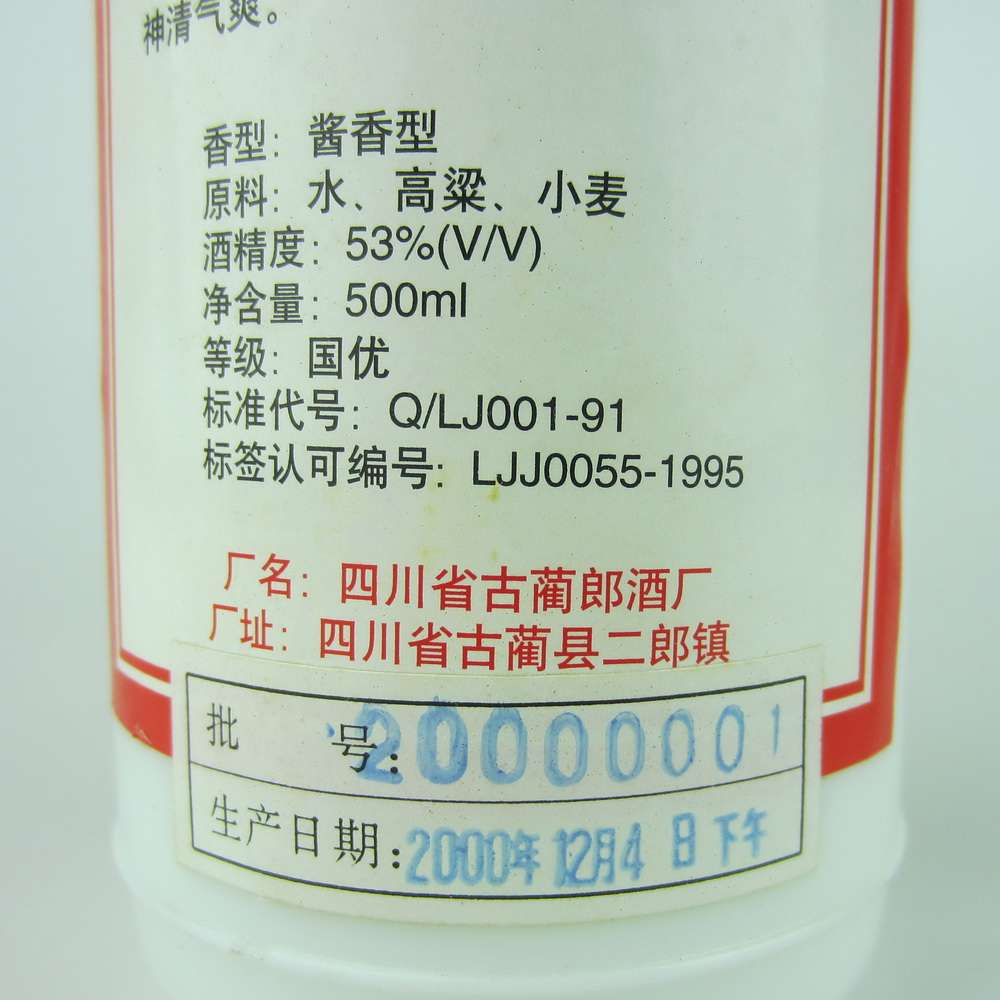 神清气爽。
香型：酱香型
原料：水、高粱、小麦
酒精度：53%(V/V)
净含量：500ml
等级：国优
标准代号：Q/LJ001-91
标签认可编号：LJJ0055-1995
厂名：四川省古蔺郎酒厂
厂址：四川省古蔺县二郎镇
批 号：20000001
生产日期：2000年12月4日下午